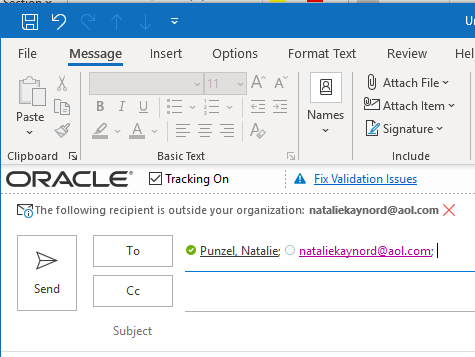 Un
File Message Insert Options Format Text Review Hel
Paste
11
A A
B I U
A
Names
Attach File
Attach Item
Signature
Clipboard Basic Text Include
ORACLE Tracking On Fix Validation Issues
The following recipient is outside your organization: nataliekaynord@aol.com
Send
To
Punzel, Natalie; nataliekaynord@aol.com;
Cc
Subject